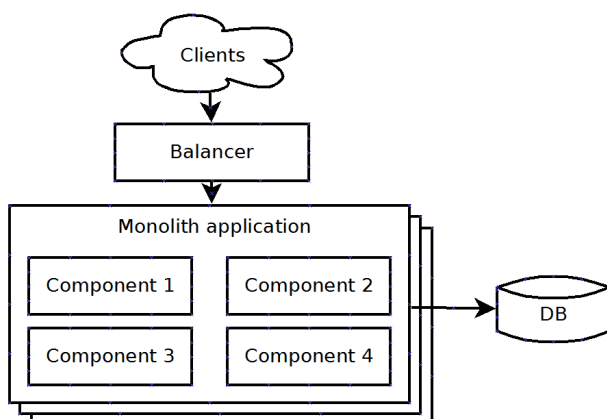 Clients
Balancer
Monolith application
Component 1
Component 2
Component 3
Component 4
DB